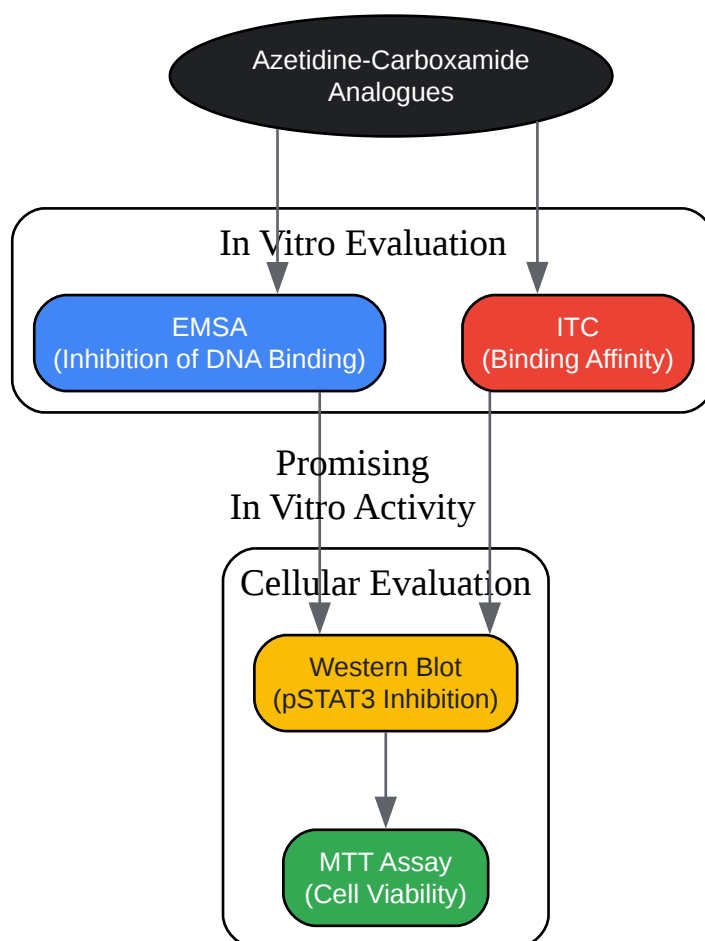 Azetidine-Carboxamide
Analogues
In Vitro Evaluation
EMSA
(Inhibition of DNA Binding)
ITC
(Binding Affinity)
Promising
In Vitro Activity
Cellular Evaluation
Western Blot
(pSTAT3 Inhibition)
MTT Assay
(Cell Viability)